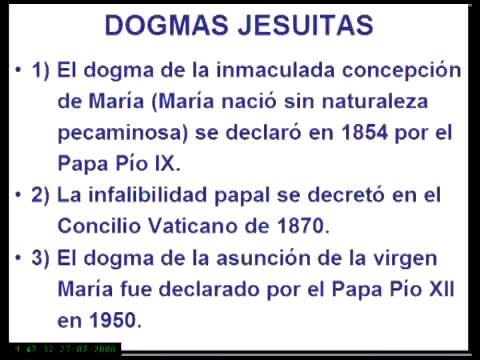 DOGMAS JESUITAS
• 1) El dogma de la inmaculada concepción
de María (María nació sin naturaleza
pecaminosa) se declaró en 1854 por el
Papa Pío IX.
• 2) La infalibilidad papal se decretó en el
Concilio Vaticano de 1870.
• 3) El dogma de la asunción de la virgen
María fue declarado por el Papa Pío XII
en 1950.